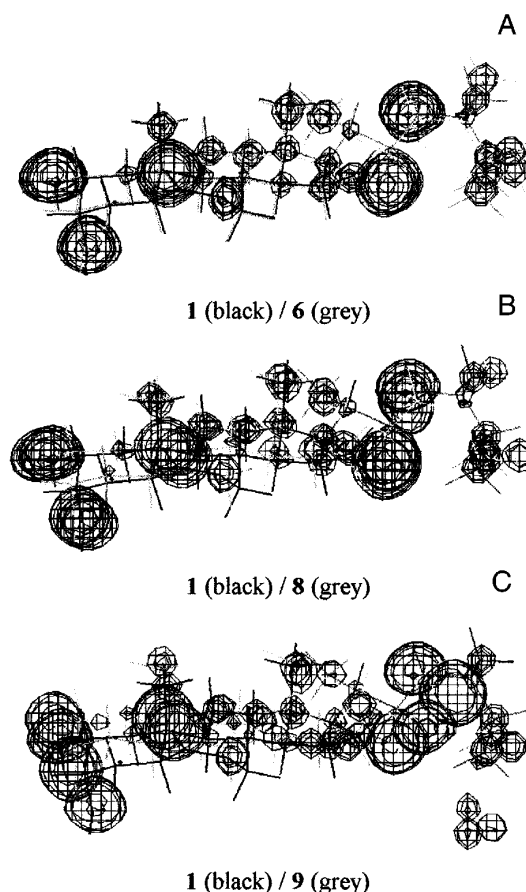 A
1 (black) / 6 (grey)
B
1 (black) / 8 (grey)
C
1 (black) / 9 (grey)